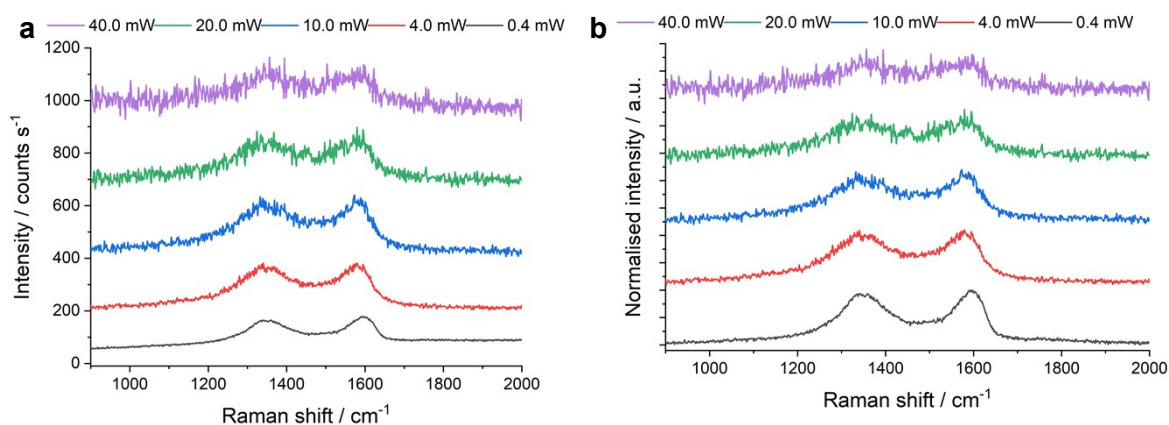 a
40.0 mW 20.0 mW 10.0 mW 4.0 mW 0.4 mW
1200
1000
800
600
400
200
0
Intensity / counts s⁻¹
1000 1200 1400 1600 1800 2000
Raman shift / cm⁻¹
b
40.0 mW 20.0 mW 10.0 mW 4.0 mW 0.4 mW
Normalised intensity / a.u.
1000 1200 1400 1600 1800 2000
Raman shift / cm⁻¹